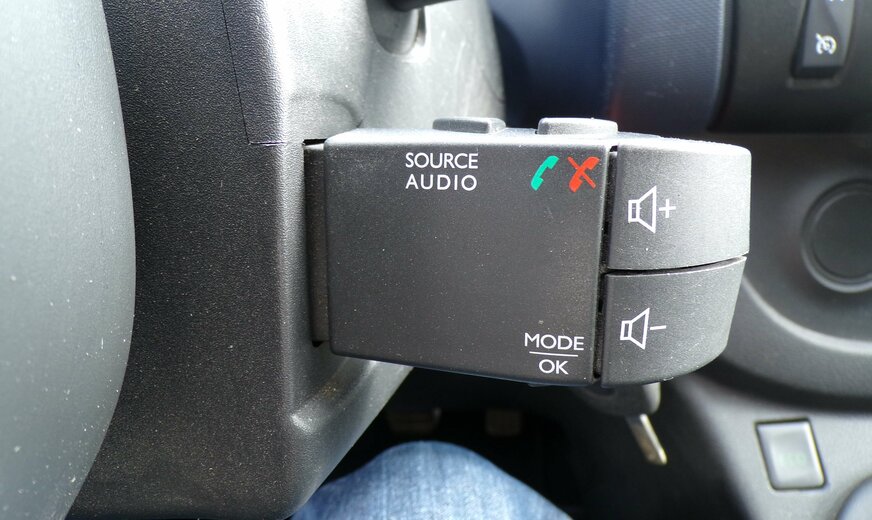 SOURCE
AUDIO
+
-
MODE
OK